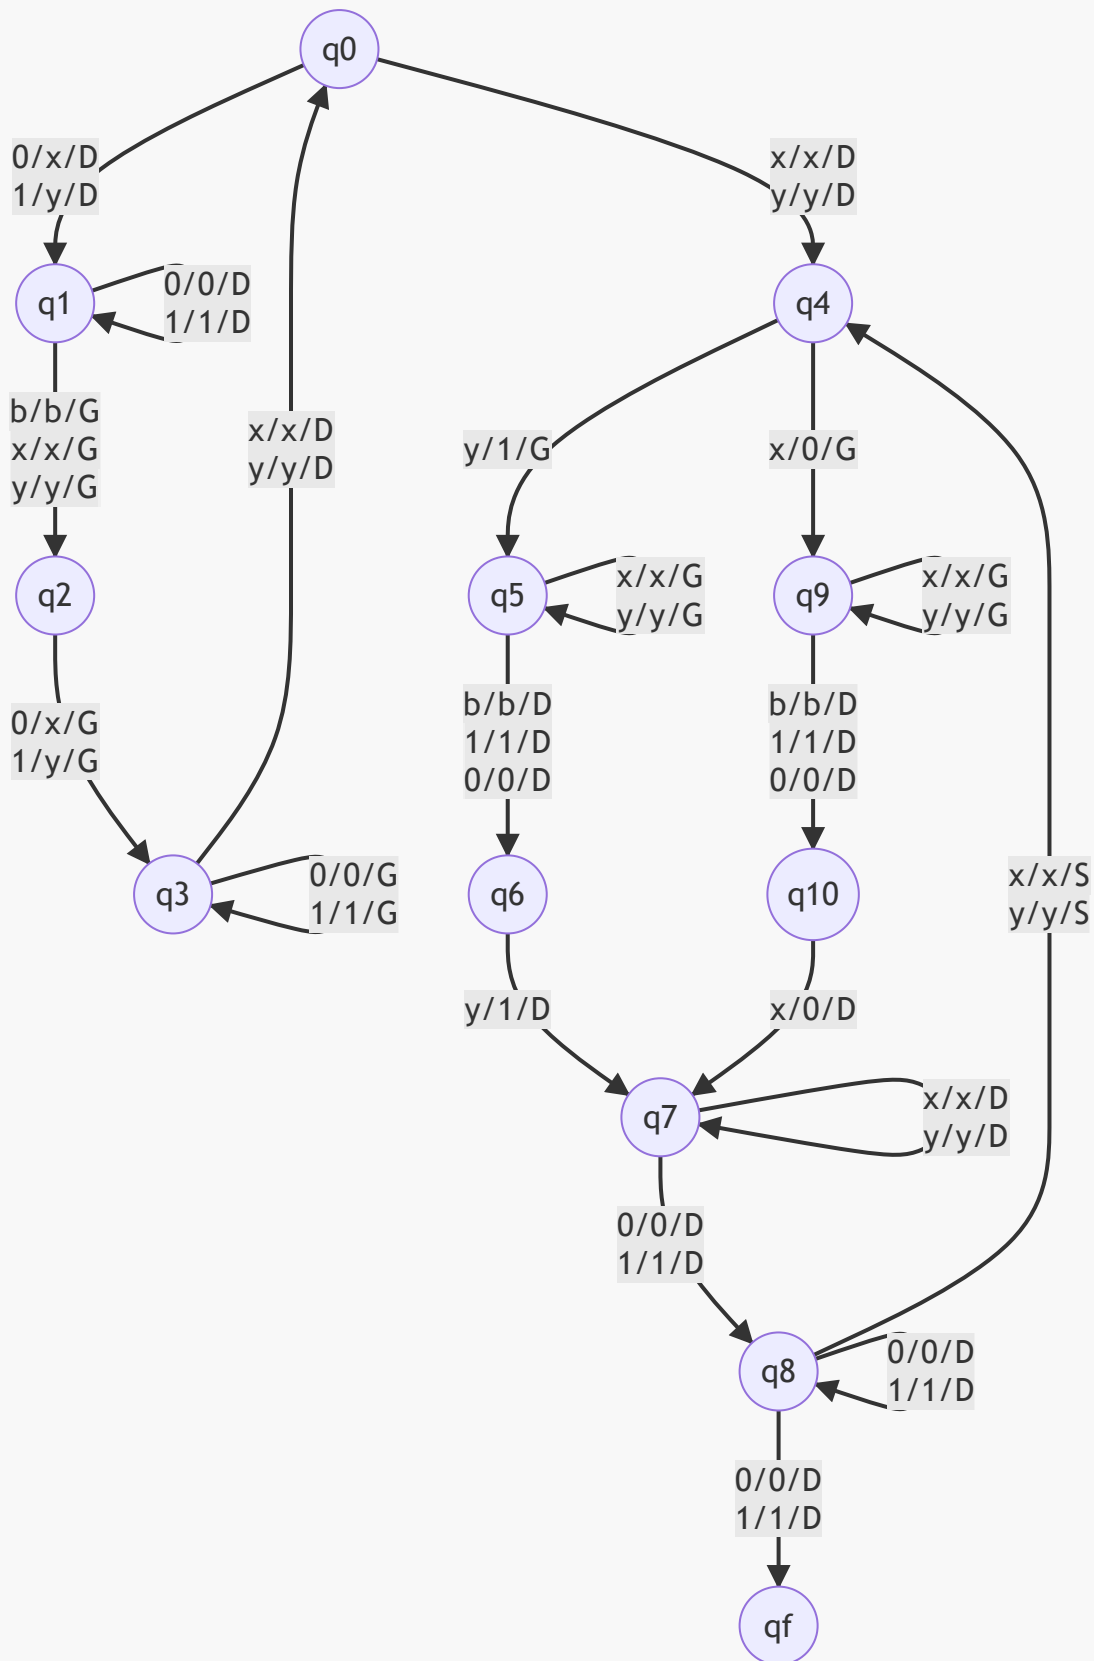 q0
0/x/D
1/y/D
x/x/D
y/y/D
q1
0/0/D
1/1/D
q4
b/b/G
x/x/G
y/y/G
x/x/D
y/y/D
y/1/G
x/0/G
q2
q5
x/x/G
y/y/G
q9
x/x/G
y/y/G
0/x/G
1/y/G
b/b/D
1/1/D
0/0/D
b/b/D
1/1/D
0/0/D
q3
0/0/G
1/1/G
q6
q10
x/x/S
y/y/S
y/1/D
x/0/D
q7
x/x/D
y/y/D
0/0/D
1/1/D
q8
0/0/D
1/1/D
0/0/D
1/1/D
qf